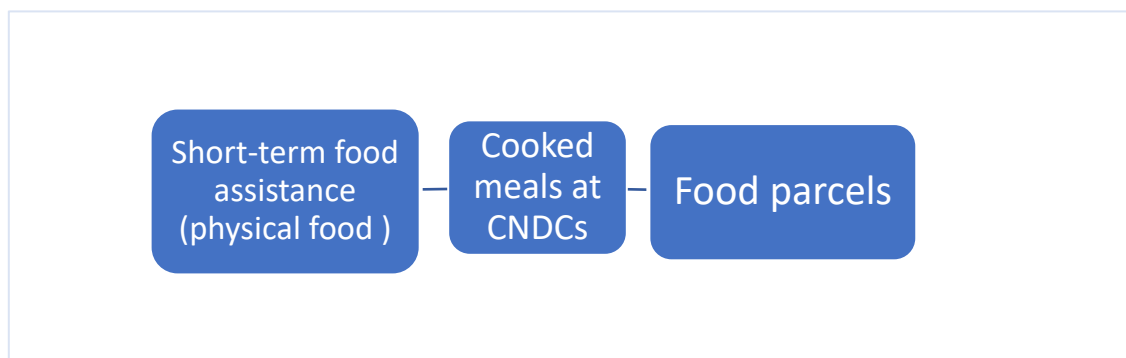 Short-term food
assistance
(physical food )
Cooked
meals at
CNDCs
Food parcels